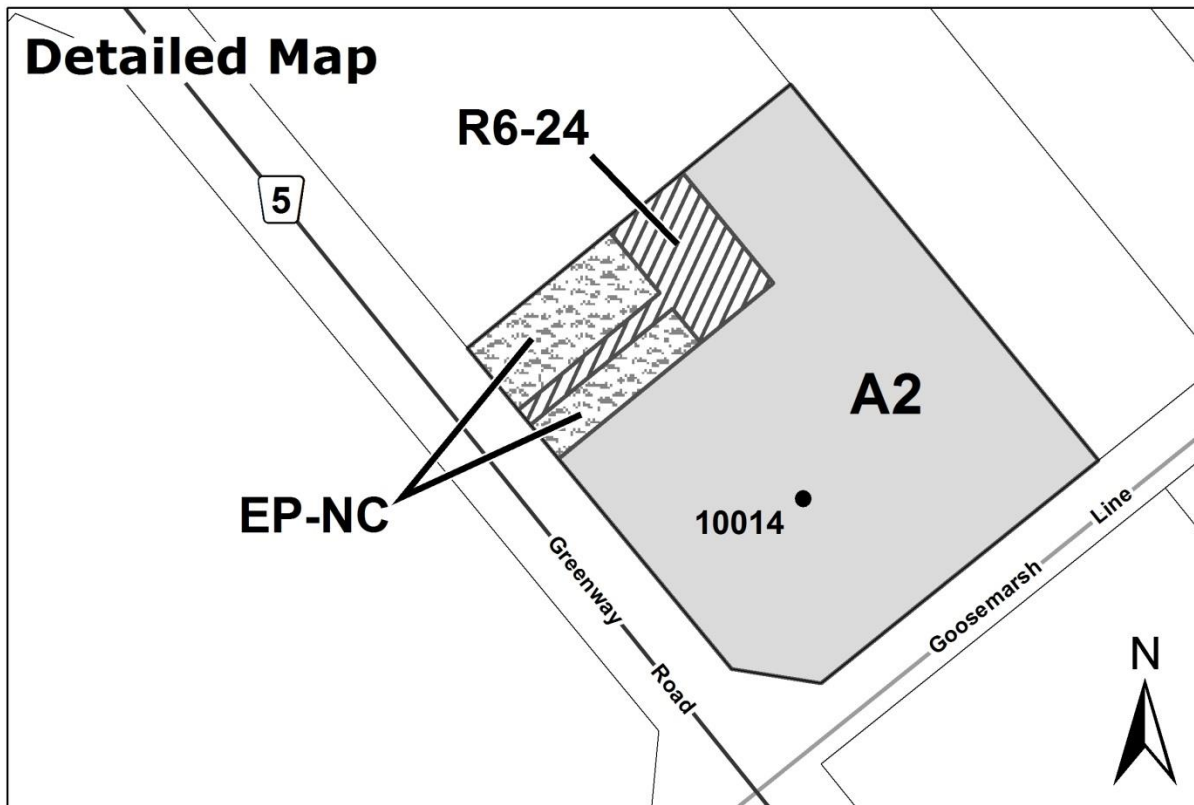 Detailed Map
R6-24
5
A2
EP-NC
10014
Greenway Road
Goosemarsh Line
N